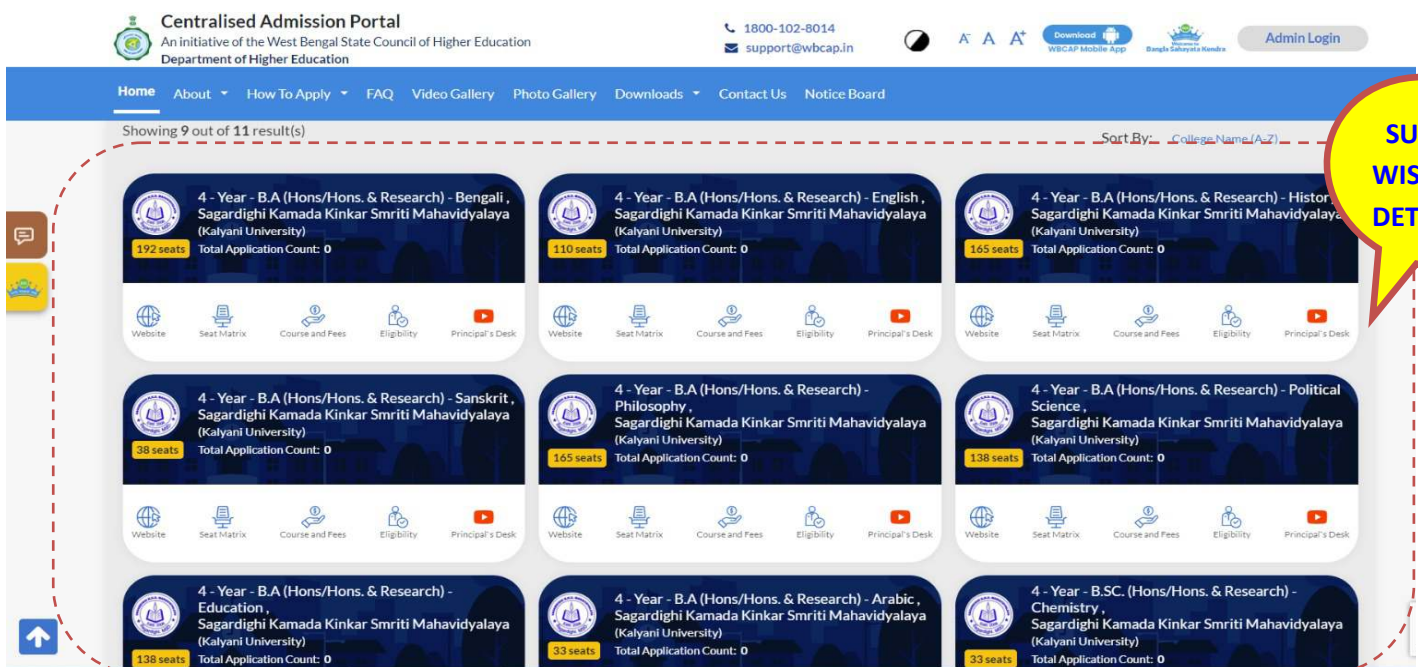 Centralised Admission Portal
An initiative of the West Bengal State Council of Higher Education
Department of Higher Education
1800-102-8014
support@wbcap.in
A- A A+
Download
WBCAP Mobile App
Welcome to
Bangla Sahayata Kendra
Admin Login
Home About How To Apply FAQ Video Gallery Photo Gallery Downloads Contact Us Notice Board
Showing 9 out of 11 result(s)
Sort By: College Name (A-Z)
SU
WIS
DET
4 - Year - B.A (Hons/Hons. & Research) - Bengali ,
Sagardighi Kamada Kinkar Smriti Mahavidyalaya
(Kalyani University)
192 seats Total Application Count: 0
Website Seat Matrix Course and Fees Eligibility Principal's Desk
4 - Year - B.A (Hons/Hons. & Research) - English ,
Sagardighi Kamada Kinkar Smriti Mahavidyalaya
(Kalyani University)
110 seats Total Application Count: 0
Website Seat Matrix Course and Fees Eligibility Principal's Desk
4 - Year - B.A (Hons/Hons. & Research) - Histor
Sagardighi Kamada Kinkar Smriti Mahavidyalaya
(Kalyani University)
165 seats Total Application Count: 0
Website Seat Matrix Course and Fees Eligibility Principal's Desk
4 - Year - B.A (Hons/Hons. & Research) - Sanskrit ,
Sagardighi Kamada Kinkar Smriti Mahavidyalaya
(Kalyani University)
38 seats Total Application Count: 0
Website Seat Matrix Course and Fees Eligibility Principal's Desk
4 - Year - B.A (Hons/Hons. & Research) -
Philosophy ,
Sagardighi Kamada Kinkar Smriti Mahavidyalaya
(Kalyani University)
165 seats Total Application Count: 0
Website Seat Matrix Course and Fees Eligibility Principal's Desk
4 - Year - B.A (Hons/Hons. & Research) - Political
Science ,
Sagardighi Kamada Kinkar Smriti Mahavidyalaya
(Kalyani University)
138 seats Total Application Count: 0
Website Seat Matrix Course and Fees Eligibility Principal's Desk
4 - Year - B.A (Hons/Hons. & Research) -
Education ,
Sagardighi Kamada Kinkar Smriti Mahavidyalaya
(Kalyani University)
138 seats Total Application Count: 0
4 - Year - B.A (Hons/Hons. & Research) - Arabic ,
Sagardighi Kamada Kinkar Smriti Mahavidyalaya
(Kalyani University)
33 seats Total Application Count: 0
4 - Year - B.SC. (Hons/Hons. & Research) -
Chemistry ,
Sagardighi Kamada Kinkar Smriti Mahavidyalaya
(Kalyani University)
33 seats Total Application Count: 0